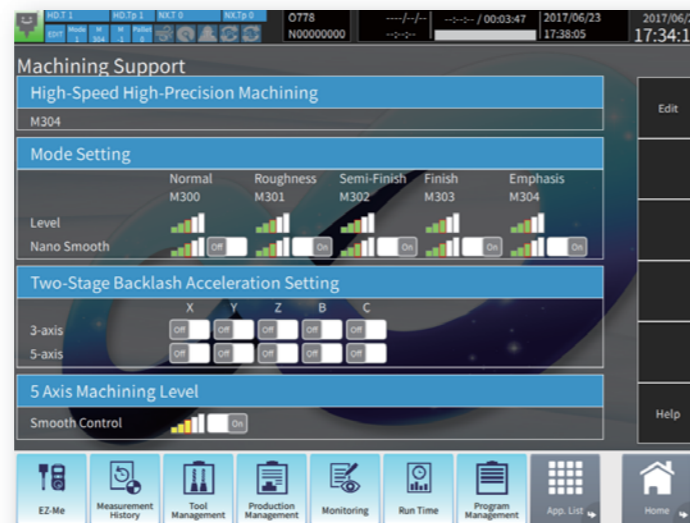 HD.T 1 HD.Tp 1 NX.T 0 NX.Tp 0 O778 ----/--/-- --:--:-- / 00:03:47 2017/06/23 2017/06/2
EDIT Mode 1 M 304 M -1 Pallet 0 N00000000 --:--:-- 17:38:05 17:34:1
Machining Support
High-Speed High-Precision Machining
M304
Edit
Mode Setting
Normal Roughness Semi-Finish Finish Emphasis
M300 M301 M302 M303 M304
Level
Nano Smooth Off On On On On
Two-Stage Backlash Acceleration Setting
X Y Z B C
3-axis Off Off Off Off Off
5-axis Off Off Off Off Off
5 Axis Machining Level
Smooth Control On
Help
EZ-Me Measurement History Tool Management Production Management Monitoring Run Time Program Management App. List Home